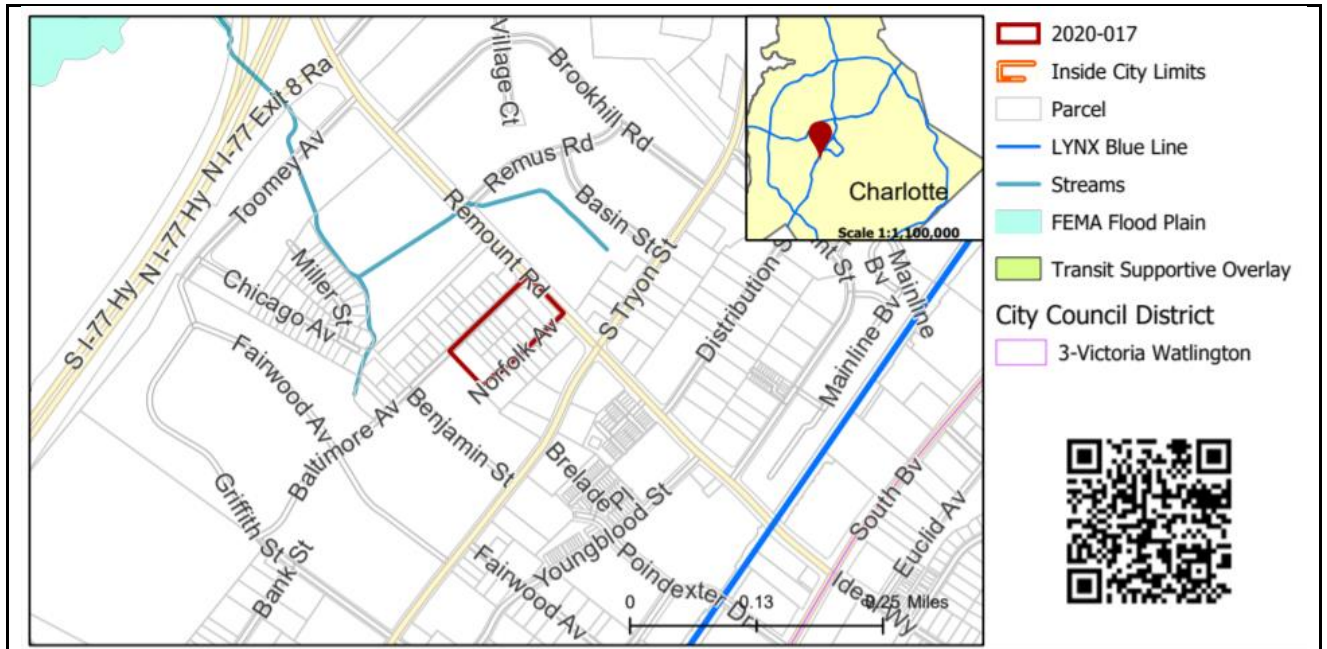 Village Ct
Brookhill Rd
N I-77 Exit 8 Ra
Toomey Av
Remus Rd
Remount Rd
Basin St
S Tryon St
N I-77 Hy
S I-77 Hy
Miller St
Chicago Av
Fairwood Av
Norfolk Av
Baltimore Av
Benjamin St
Griffith St
Bank St
Brelade Pl
Youngblood St
Fairwood Av
Poindexter Dr
Distribution S
nt St
Mainline Bv
Mainline
Bv
South Bv
Euclid Av
Charlotte
Scale 1:1,100,000
0 0.13 0.25 Miles
2020-017
Inside City Limits
Parcel
LYNX Blue Line
Streams
FEMA Flood Plain
Transit Supportive Overlay
City Council District
3-Victoria Watlington